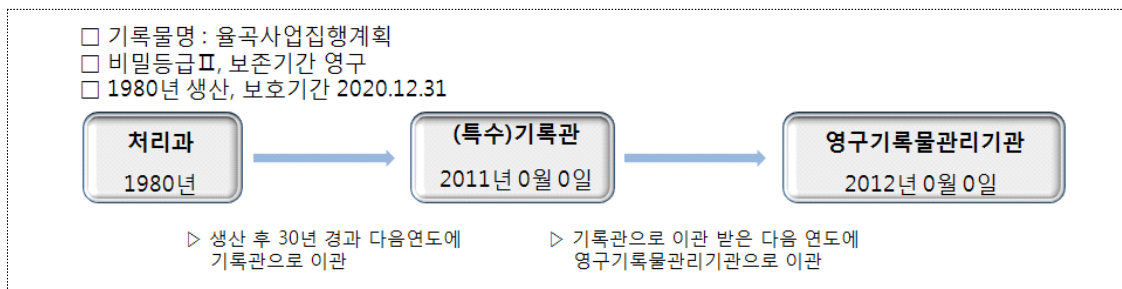 □ 기록물명 : 율곡사업집행계획
□ 비밀등급Ⅱ, 보존기간 영구
□ 1980년 생산, 보호기간 2020.12.31
처리과
1980년
(특수)기록관
2011년 0월 0일
영구기록물관리기관
2012년 0월 0일
▷ 생산 후 30년 경과 다음연도에
기록관으로 이관
▷ 기록관으로 이관 받은 다음 연도에
영구기록물관리기관으로 이관